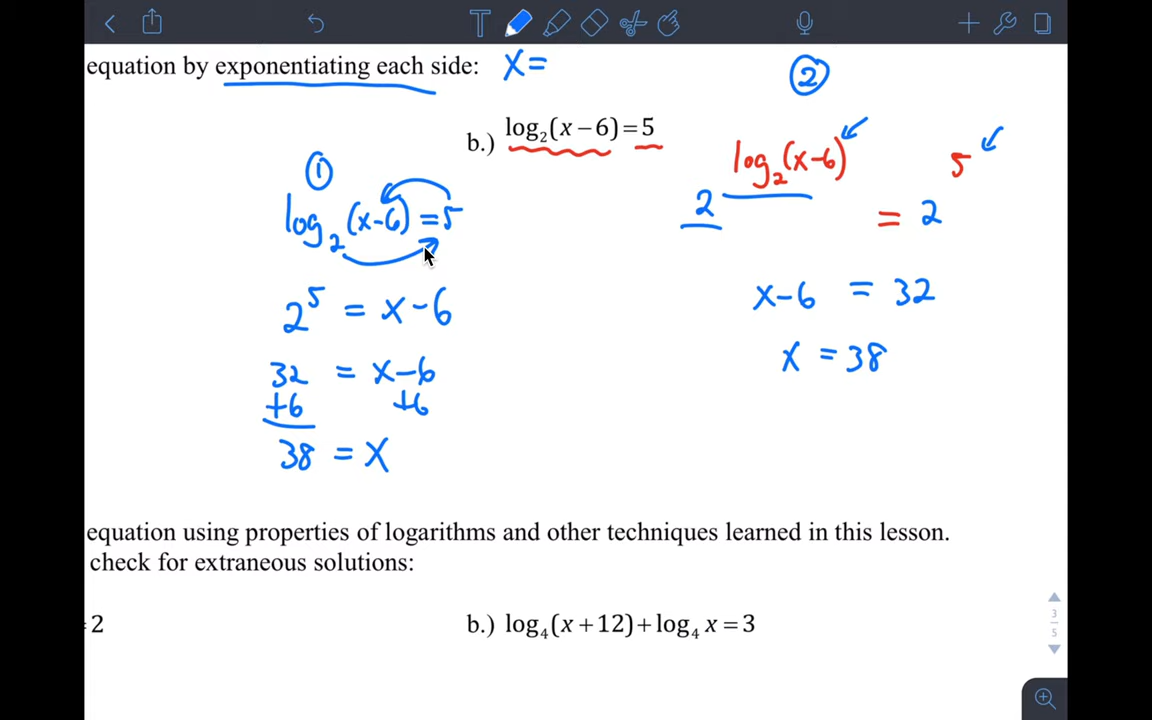 equation by exponentiating each side: x=
②
b.) log₂(x−6)=5
①
log₂(x-6) = 5
2⁵ = x-6
32 = x-6
+6 +6
38 = x
2^(log₂(x-6)) = 2^5
x-6 = 32
x = 38
equation using properties of logarithms and other techniques learned in this lesson.
check for extraneous solutions:
=2
b.) log₄(x+12)+log₄ x=3
3
5